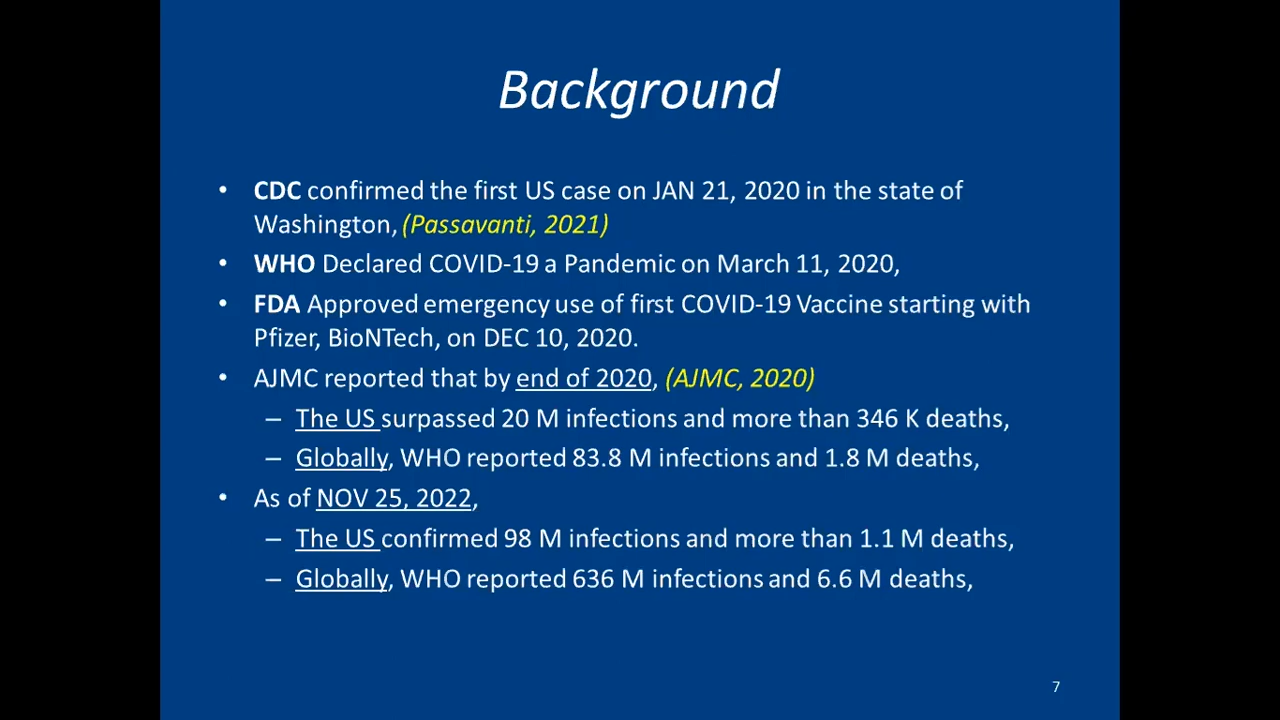 Background
• CDC confirmed the first US case on JAN 21, 2020 in the state of
Washington, (Passavanti, 2021)
• WHO Declared COVID-19 a Pandemic on March 11, 2020,
• FDA Approved emergency use of first COVID-19 Vaccine starting with
Pfizer, BioNTech, on DEC 10, 2020.
• AJMC reported that by end of 2020, (AJMC, 2020)
– The US surpassed 20 M infections and more than 346 K deaths,
– Globally, WHO reported 83.8 M infections and 1.8 M deaths,
• As of NOV 25, 2022,
– The US confirmed 98 M infections and more than 1.1 M deaths,
– Globally, WHO reported 636 M infections and 6.6 M deaths,
7